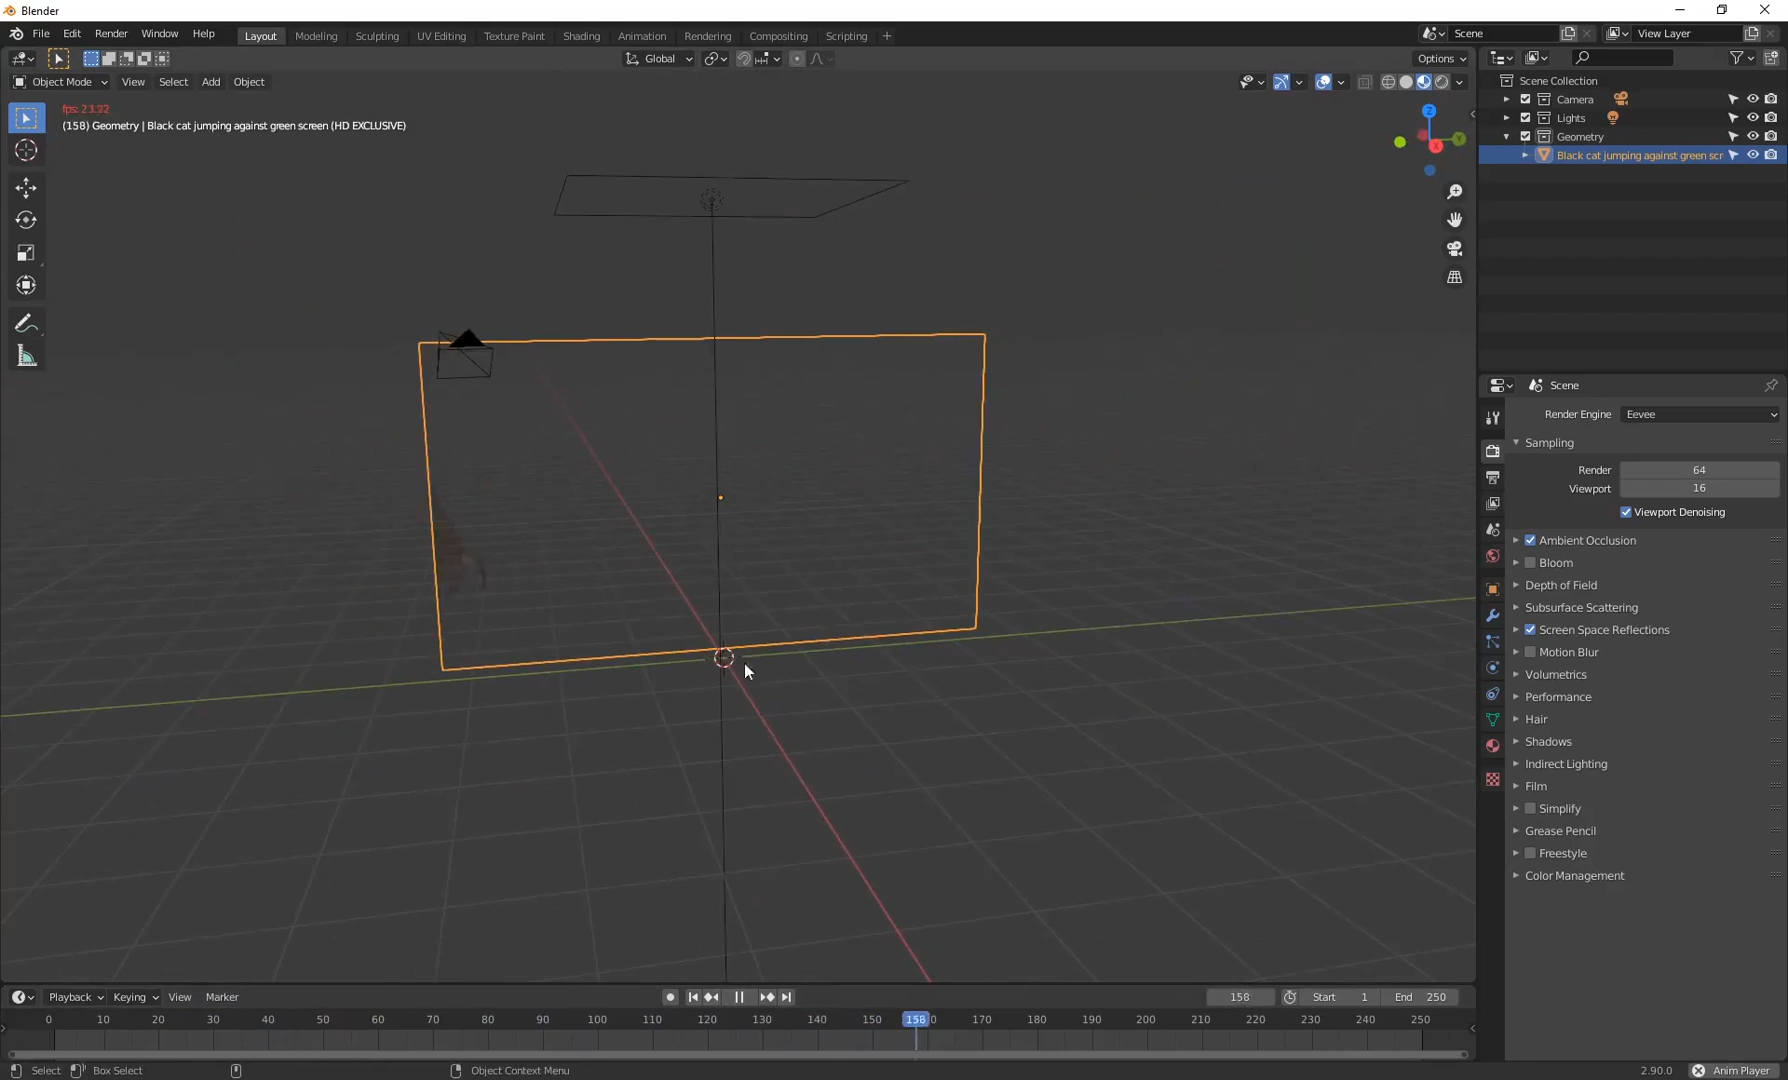 Blender
File Edit Render Window Help Layout Modeling Sculpting UV Editing Texture Paint Shading Animation Rendering Compositing Scripting + Scene View Layer
Global Options
Object Mode View Select Add Object
fps: 23.92
(158) Geometry | Black cat jumping against green screen (HD EXCLUSIVE)
Z
Y
X
Scene Collection
Camera
Lights
Geometry
Black cat jumping against green scr
Scene
Render Engine Eevee
Sampling
Render 64
Viewport 16
Viewport Denoising
Ambient Occlusion
Bloom
Depth of Field
Subsurface Scattering
Screen Space Reflections
Motion Blur
Volumetrics
Performance
Hair
Shadows
Indirect Lighting
Film
Simplify
Grease Pencil
Freestyle
Color Management
Playback Keying View Marker 158 Start 1 End 250
0 10 20 30 40 50 60 70 80 90 100 110 120 130 140 150 158 170 180 190 200 210 220 230 240 250
Select Box Select Object Context Menu 2.90.0 Anim Player